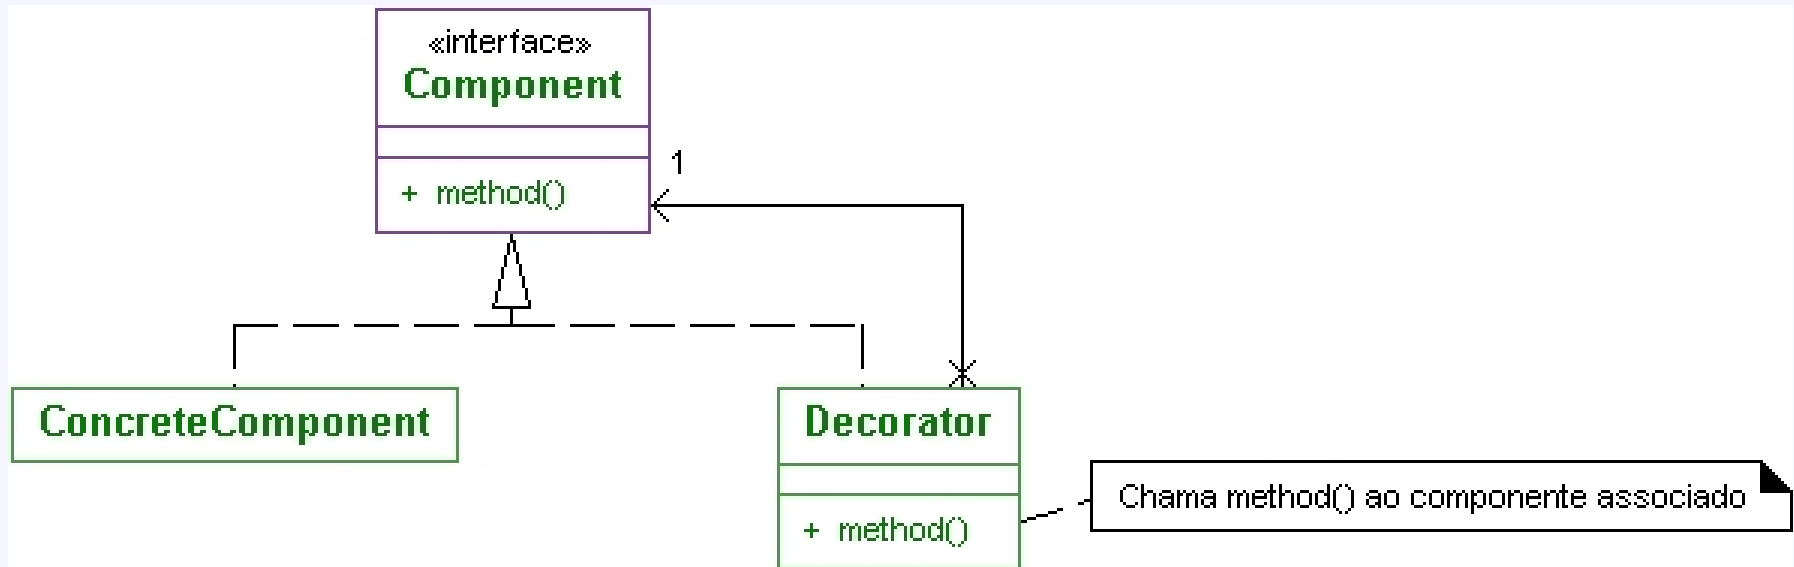 «interface»
Component
1
+ method()
ConcreteComponent
Decorator
Chama method() ao componente associado
+ method()